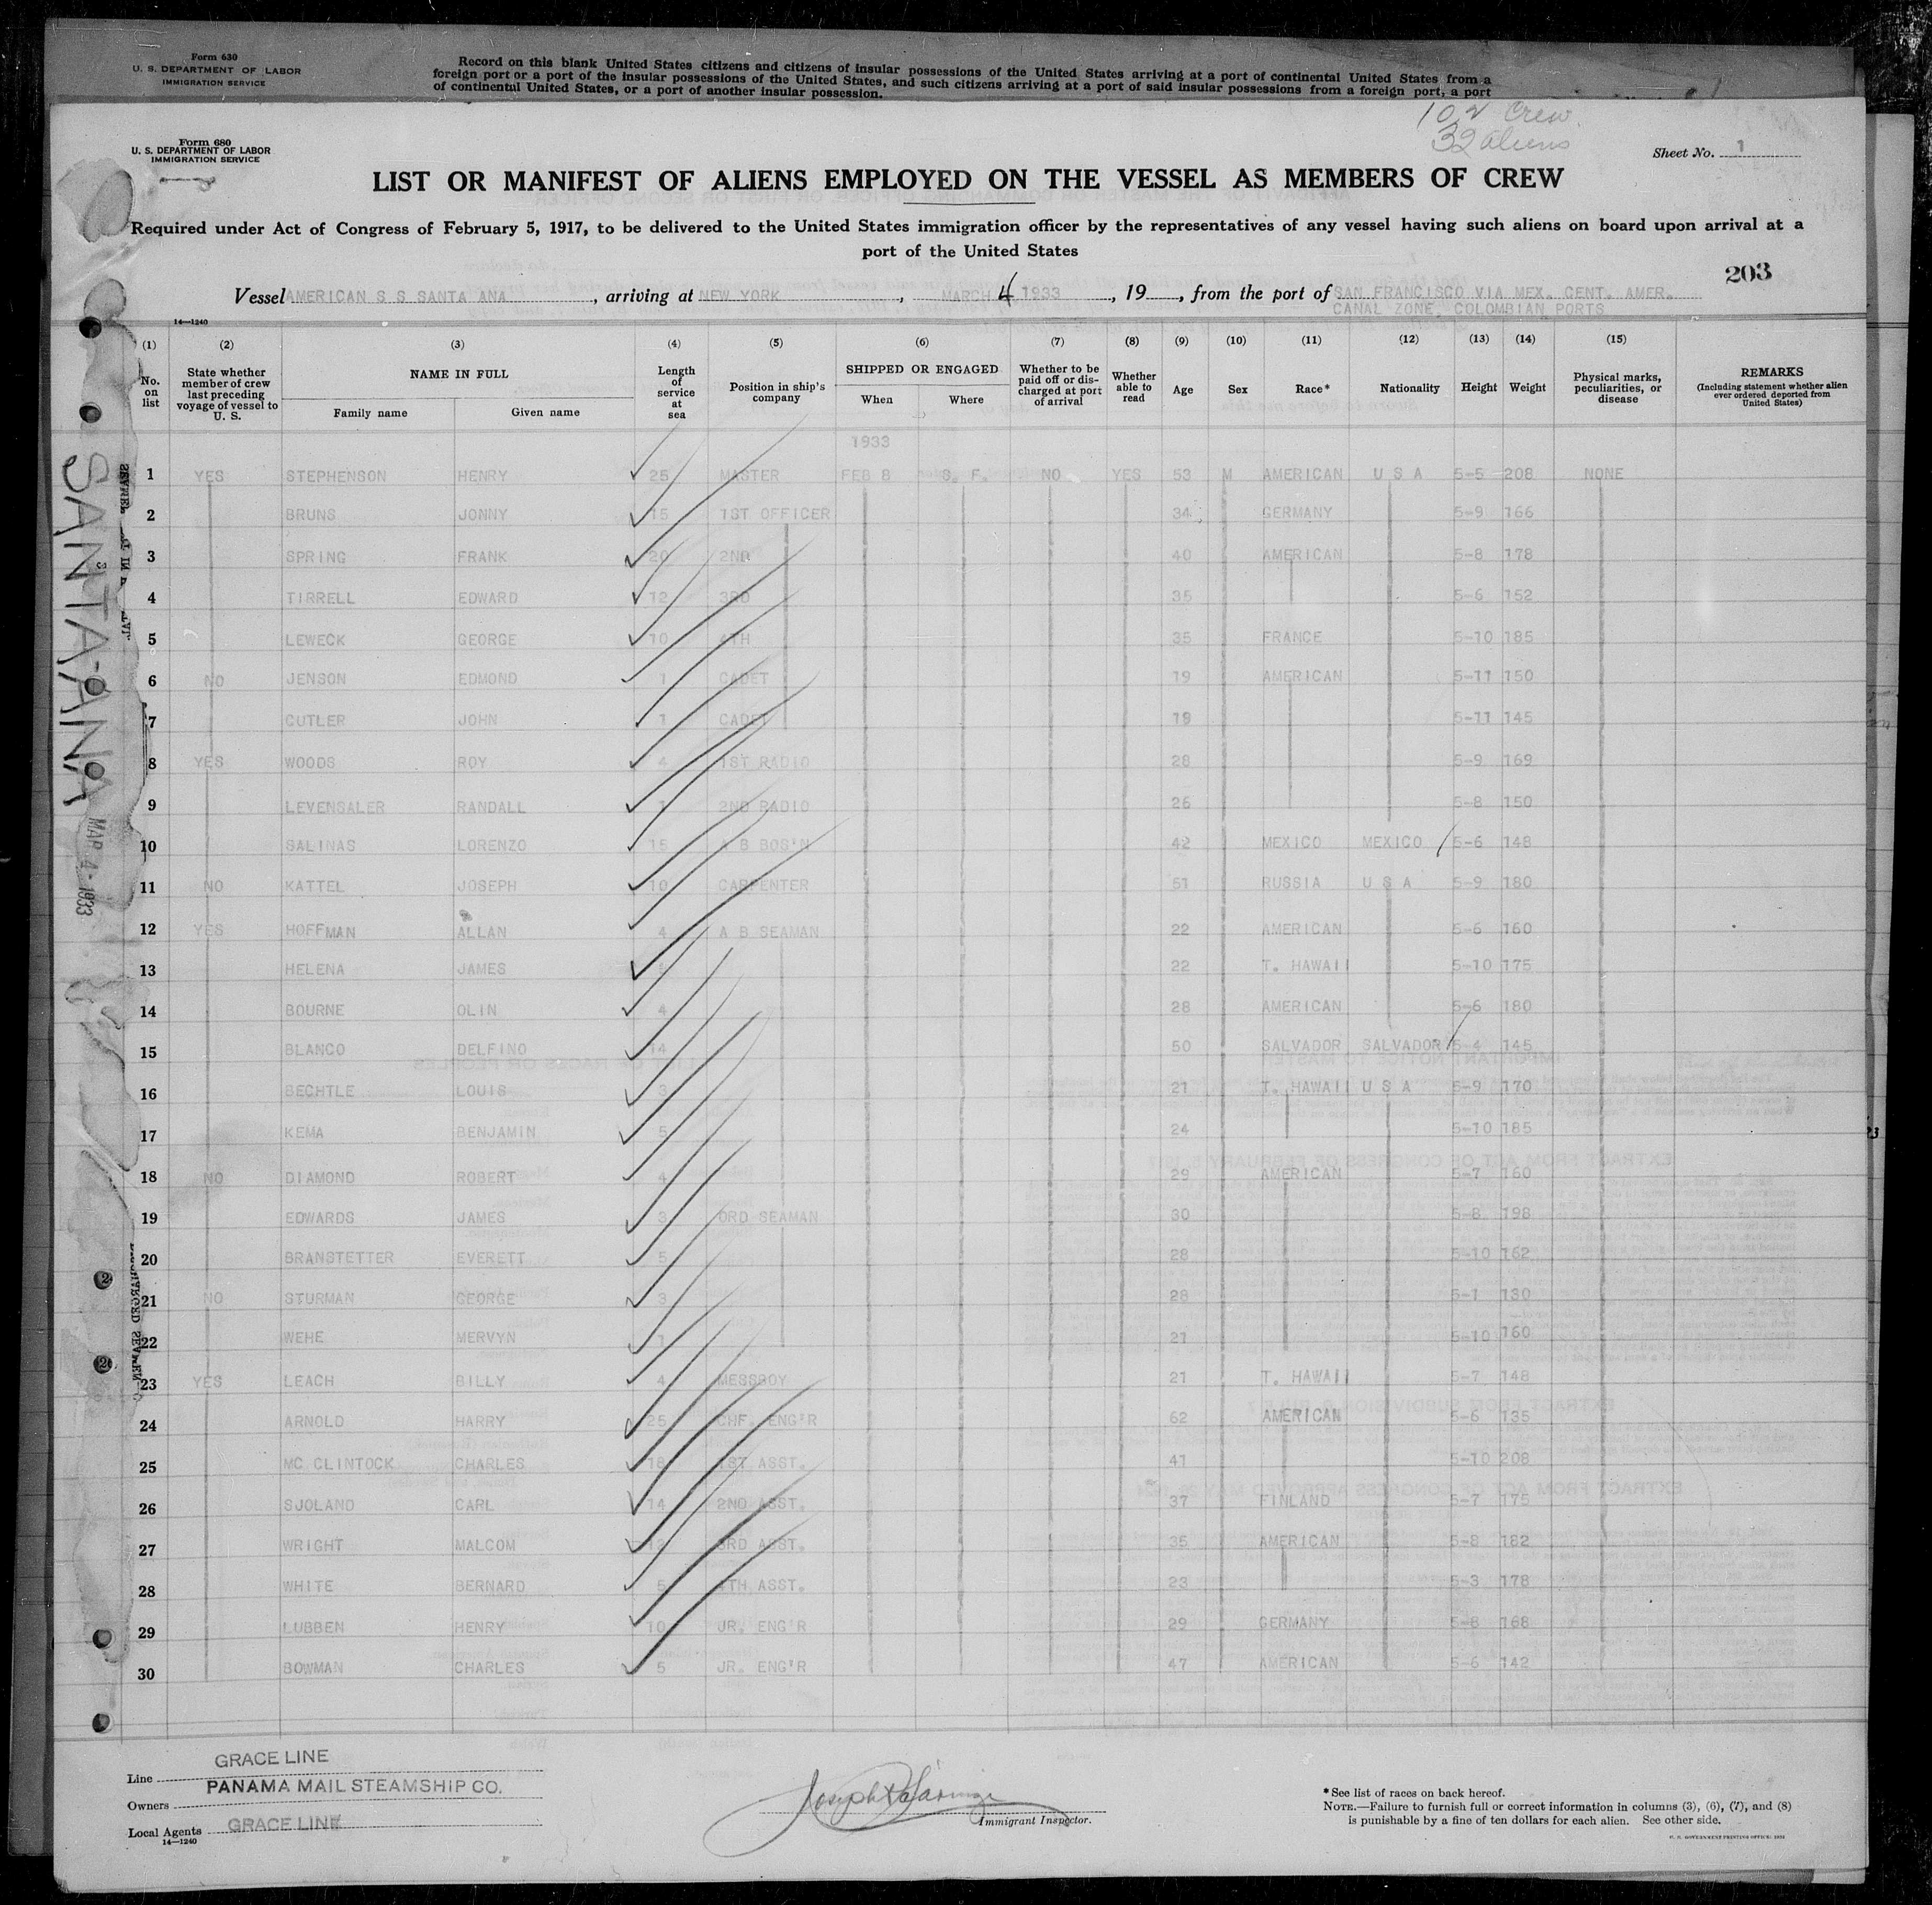 Form 630
U. S. DEPARTMENT OF LABOR
IMMIGRATION SERVICE
Record on this blank United States citizens and citizens of insular possessions of the United States arriving at a port of continental United States from a
foreign port or a port of the insular possessions of the United States, and such citizens arriving at a port of said insular possessions from a foreign port, a port
of continental United States, or a port of another insular possession.
102 Crew
32 aliens
Form 680
U. S. DEPARTMENT OF LABOR
IMMIGRATION SERVICE
Sheet No. 1
LIST OR MANIFEST OF ALIENS EMPLOYED ON THE VESSEL AS MEMBERS OF CREW
Required under Act of Congress of February 5, 1917, to be delivered to the United States immigration officer by the representatives of any vessel having such aliens on board upon arrival at a
port of the United States
203
Vessel AMERICAN S S SANTA ANA, arriving at NEW YORK, MARCH 4 1933, 19, from the port of SAN FRANCISCO VIA MEX. CENT. AMER.
CANAL ZONE, COLOMBIAN PORTS
14—1240
(1) No. on list
(2) State whether member of crew last preceding voyage of vessel to U. S.
(3) NAME IN FULL Family name Given name
(4) Length of service at sea
(5) Position in ship's company
(6) SHIPPED OR ENGAGED When Where
(7) Whether to be paid off or discharged at port of arrival
(8) Whether able to read
(9) Age
(10) Sex
(11) Race*
(12) Nationality
(13) Height
(14) Weight
(15) Physical marks, peculiarities, or disease
REMARKS (Including statement whether alien ever ordered deported from United States)
1933
1 YES STEPHENSON HENRY 25 MASTER FEB 8 S. F. NO YES 53 M AMERICAN U S A 5-5 208 NONE
2 BRUNS JONNY 15 1ST OFFICER 34 GERMANY 5-9 166
3 SPRING FRANK 20 2ND 40 AMERICAN 5-8 178
4 TIRRELL EDWARD 12 3RD 35 5-6 152
5 LEWECK GEORGE 10 4TH 35 FRANCE 5-10 185
6 NO JENSON EDMOND 1 CADET 19 AMERICAN 5-11 150
7 CUTLER JOHN 1 CADET 19 5-11 145
8 YES WOODS ROY 4 1ST RADIO 28 5-9 169
9 LEVENSALER RANDALL 1 2ND RADIO 26 5-8 150
10 SALINAS LORENZO 15 A B BOS'N 42 MEXICO MEXICO 5-6 148
11 NO KATTEL JOSEPH 10 CARPENTER 51 RUSSIA U S A 5-9 180
12 YES HOFFMAN ALLAN 4 A B SEAMAN 22 AMERICAN 5-6 160
13 HELENA JAMES 22 T. HAWAII 5-10 175
14 BOURNE OLIN 4 28 AMERICAN 5-6 180
15 BLANCO DELFINO 14 50 SALVADOR SALVADOR 5-4 145
16 BECHTLE LOUIS 3 21 T. HAWAII U S A 5-9 170
17 KEMA BENJAMIN 5 24 5-10 185
18 NO DIAMOND ROBERT 4 29 AMERICAN 5-7 160
19 EDWARDS JAMES 3 ORD SEAMAN 30 5-8 198
20 BRANSTETTER EVERETT 5 28 5-10 162
21 NO STURMAN GEORGE 3 28 5-1 130
22 WEHE MERVYN 1 21 5-10 160
23 YES LEACH BILLY 4 MESSBOY 21 T. HAWAII 5-7 148
24 ARNOLD HARRY 25 CHF. ENG'R 62 AMERICAN 5-6 135
25 MC CLINTOCK CHARLES 18 1ST ASST. 41 5-10 208
26 SJOLAND CARL 14 2ND ASST. 37 FINLAND 5-7 175
27 WRIGHT MALCOM 12 3RD ASST. 35 AMERICAN 5-8 182
28 WHITE BERNARD 5 4TH ASST. 23 5-3 178
29 LUBBEN HENRY 10 JR. ENG'R 29 GERMANY 5-8 168
30 BOWMAN CHARLES 5 JR. ENG'R 47 AMERICAN 5-6 142
SANTA-ANA
MAR 4 - 1933
Line GRACE LINE
Owners PANAMA MAIL STEAMSHIP CO.
Local Agents GRACE LINE
14—1240
Immigrant Inspector.
*See list of races on back hereof.
NOTE.—Failure to furnish full or correct information in columns (3), (6), (7), and (8)
is punishable by a fine of ten dollars for each alien. See other side.
U. S. GOVERNMENT PRINTING OFFICE: 1932